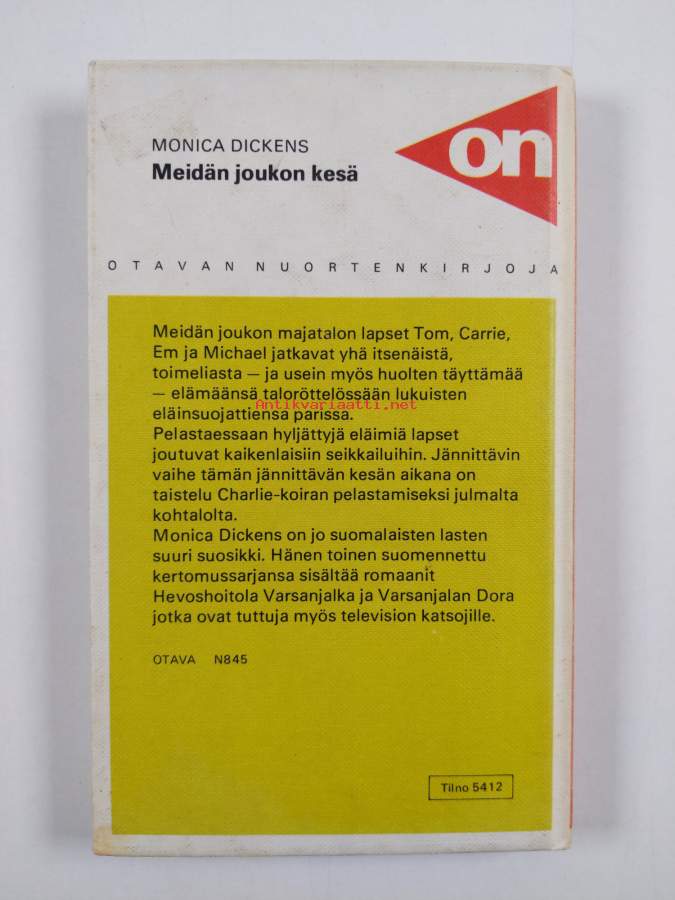 MONICA DICKENS
Meidän joukon kesä
on
OTAVAN NUORTENKIRJOJA
Meidän joukon majatalon lapset Tom, Carrie,
Em ja Michael jatkavat yhä itsenäistä,
toimeliasta — ja usein myös huolten täyttämää
— elämäänsä taloröttelössään lukuisten
Antikvariaatti.net
eläinsuojattiensa parissa.
Pelastaessaan hyljättyjä eläimiä lapset
joutuvat kaikenlaisiin seikkailuihin. Jännittävin
vaihe tämän jännittävän kesän aikana on
taistelu Charlie-koiran pelastamiseksi julmalta
kohtalolta.
Monica Dickens on jo suomalaisten lasten
suuri suosikki. Hänen toinen suomennettu
kertomussarjansa sisältää romaanit
Hevoshoitola Varsanjalka ja Varsanjalan Dora
jotka ovat tuttuja myös television katsojille.
OTAVA N845
Tilno 5412